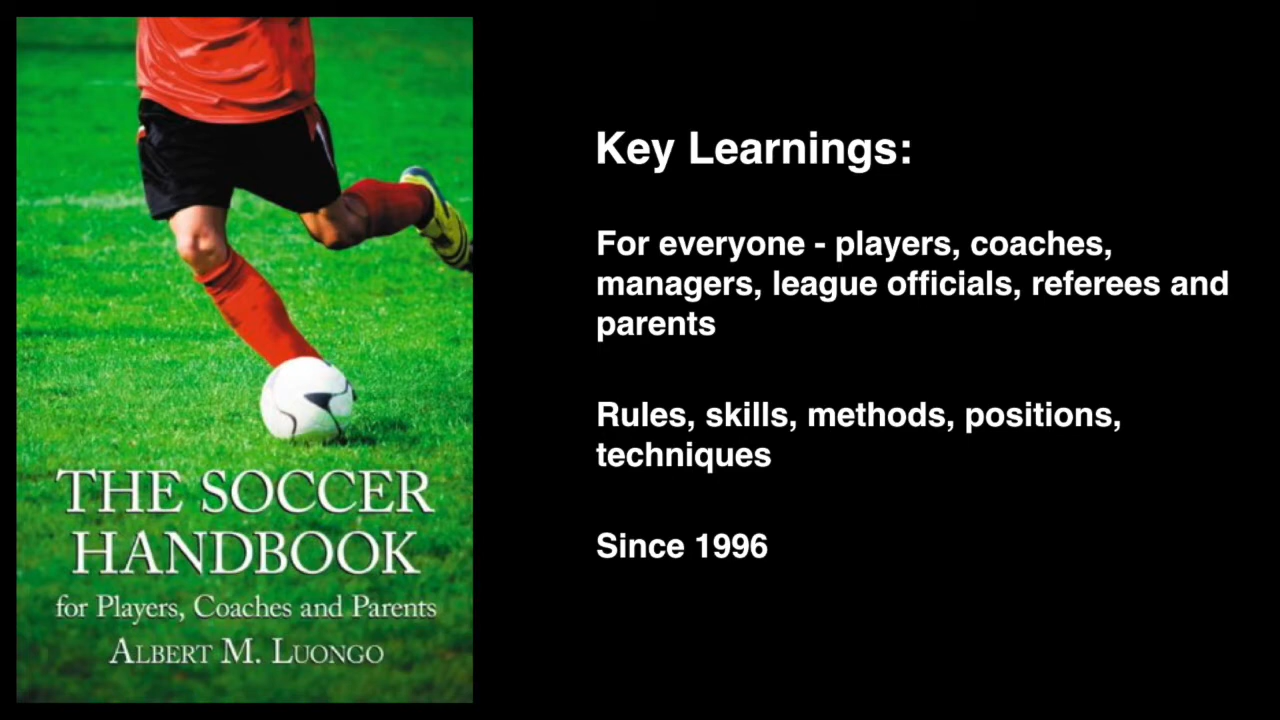 THE SOCCER
HANDBOOK
for Players, Coaches and Parents
ALBERT M. LUONGO
Key Learnings:
For everyone - players, coaches,
managers, league officials, referees and
parents
Rules, skills, methods, positions,
techniques
Since 1996